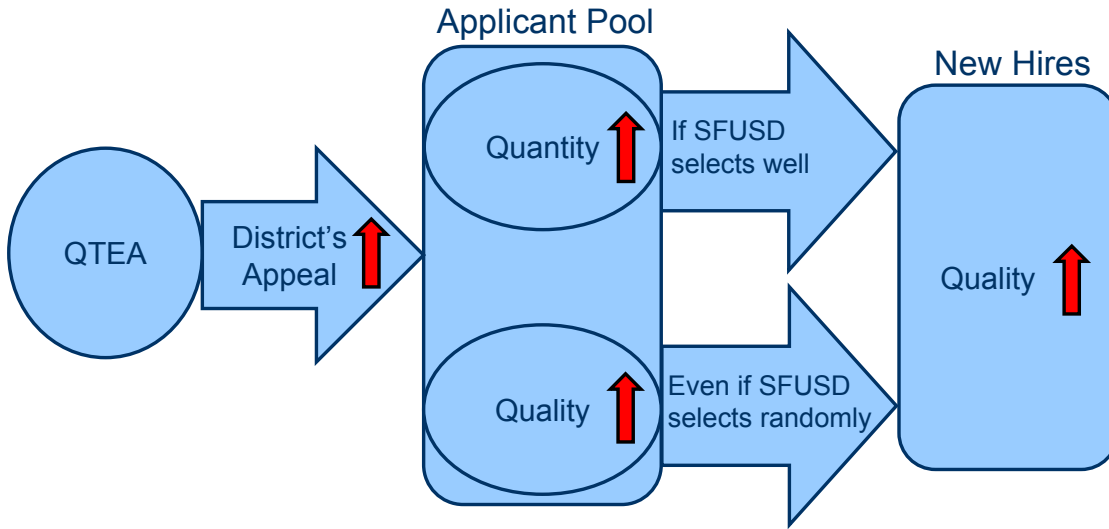 Applicant Pool
New Hires
QTEA
District's
Appeal
Quantity
If SFUSD
selects well
Quality
Quality
Even if SFUSD
selects randomly